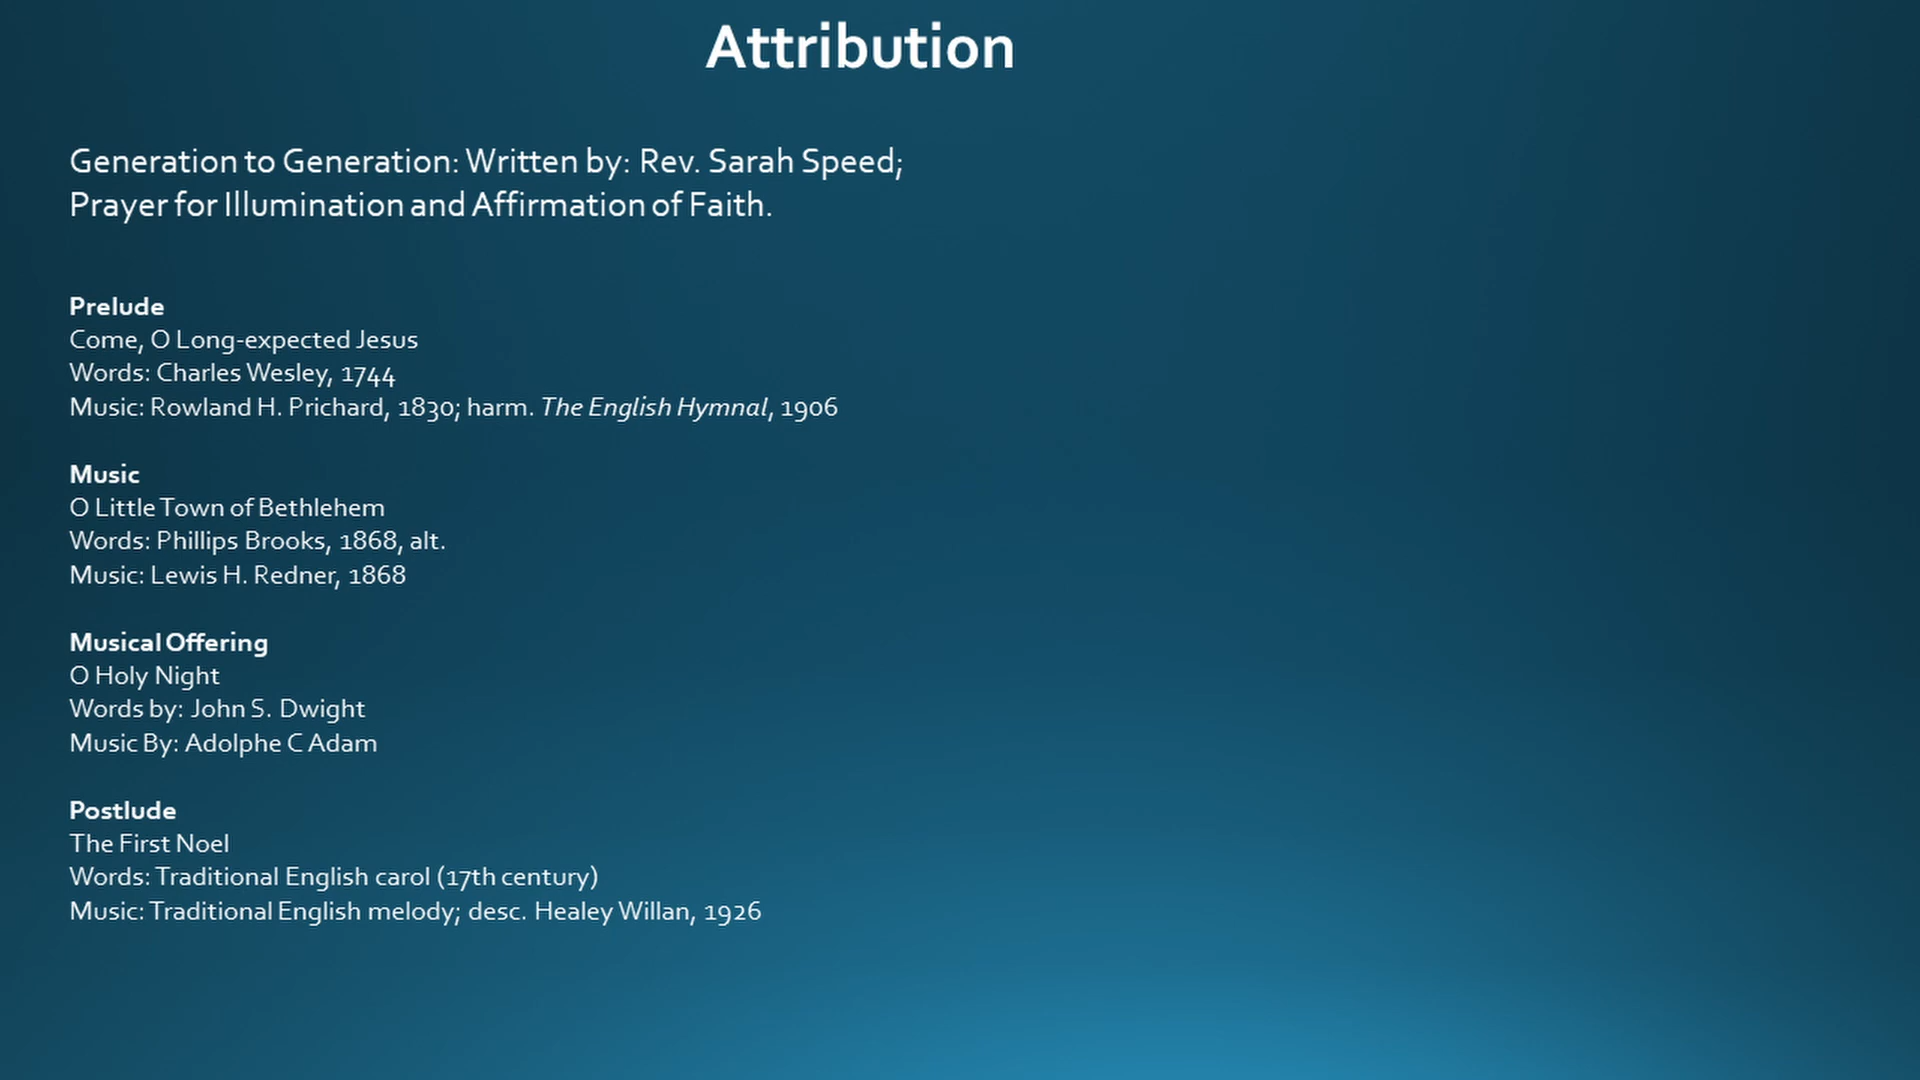 Attribution
Generation to Generation: Written by: Rev. Sarah Speed;
Prayer for Illumination and Affirmation of Faith.
Prelude
Come, O Long-expected Jesus
Words: Charles Wesley, 1744
Music: Rowland H. Prichard, 1830; harm. The English Hymnal, 1906
Music
O Little Town of Bethlehem
Words: Phillips Brooks, 1868, alt.
Music: Lewis H. Redner, 1868
Musical Offering
O Holy Night
Words by: John S. Dwight
Music By: Adolphe C Adam
Postlude
The First Noel
Words: Traditional English carol (17th century)
Music: Traditional English melody; desc. Healey Willan, 1926